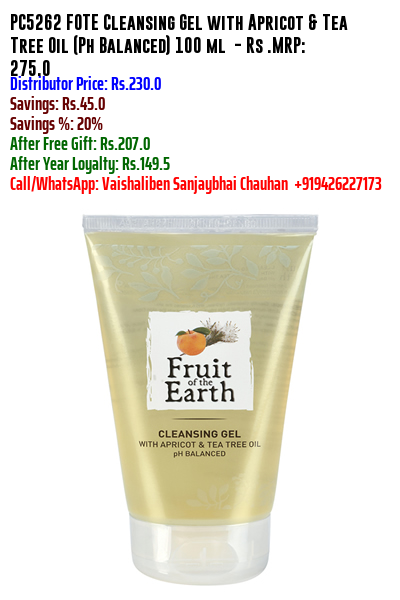 PC5262 FOTE Cleansing Gel with Apricot & Tea
Tree Oil (Ph Balanced) 100 ml - Rs .MRP:
275.0
Distributor Price: Rs.230.0
Savings: Rs.45.0
Savings %: 20%
After Free Gift: Rs.207.0
After Year Loyalty: Rs.149.5
Call/WhatsApp: Vaishaliben Sanjaybhai Chauhan +919426227173
Fruit
of the
Earth
CLEANSING GEL
WITH APRICOT & TEA TREE OIL
pH BALANCED